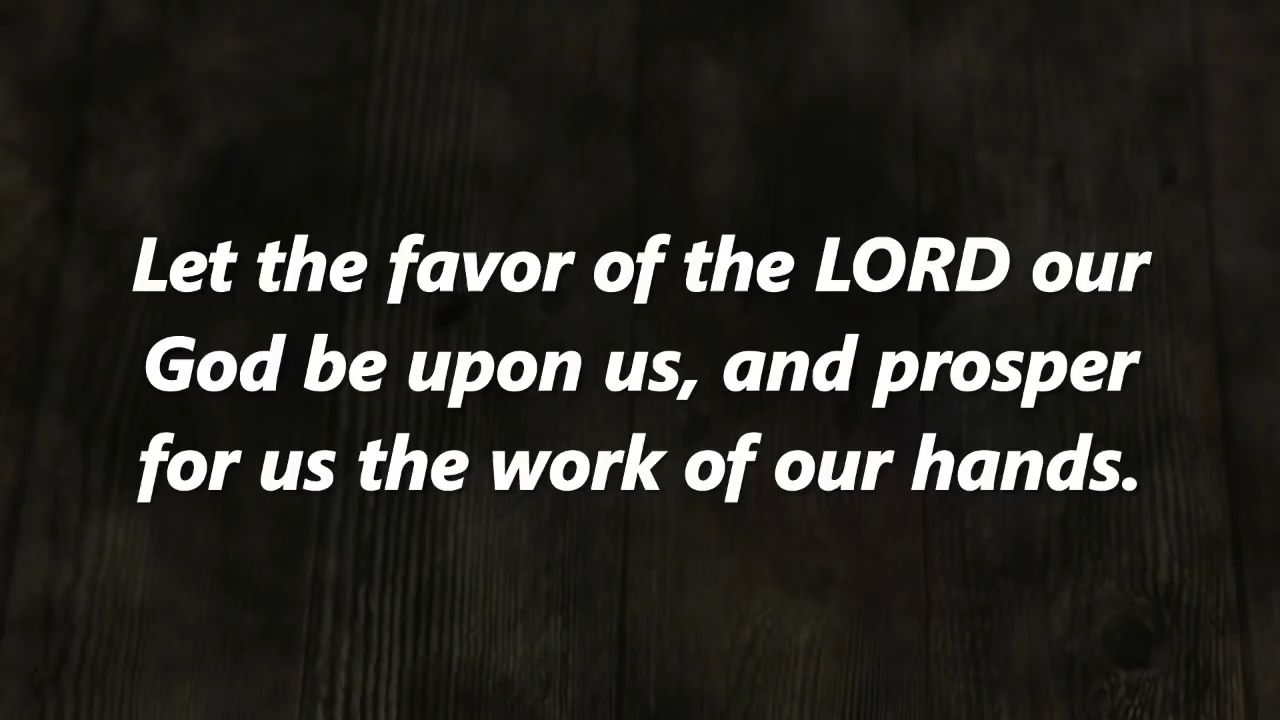 Let the favor of the LORD our
God be upon us, and prosper
for us the work of our hands.